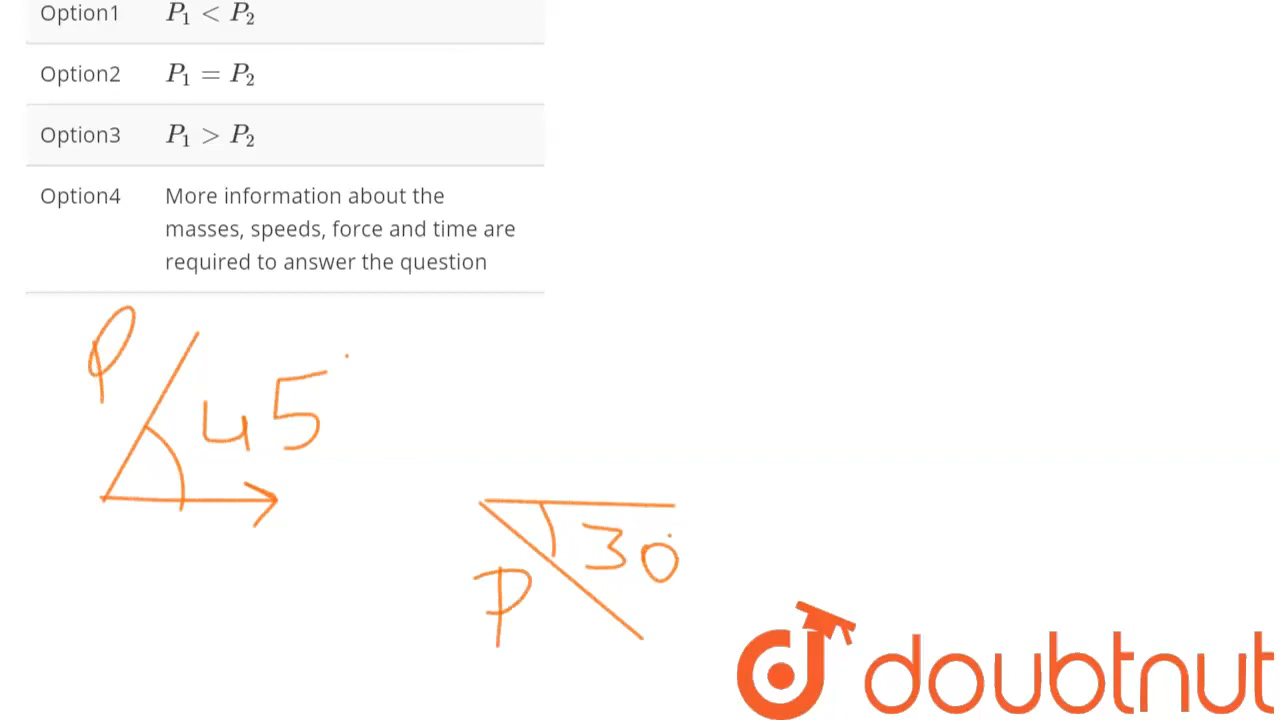 Option1 P₁ < P₂
Option2 P₁ = P₂
Option3 P₁ > P₂
Option4 More information about the
masses, speeds, force and time are
required to answer the question
P
45
30
P
doubtnut